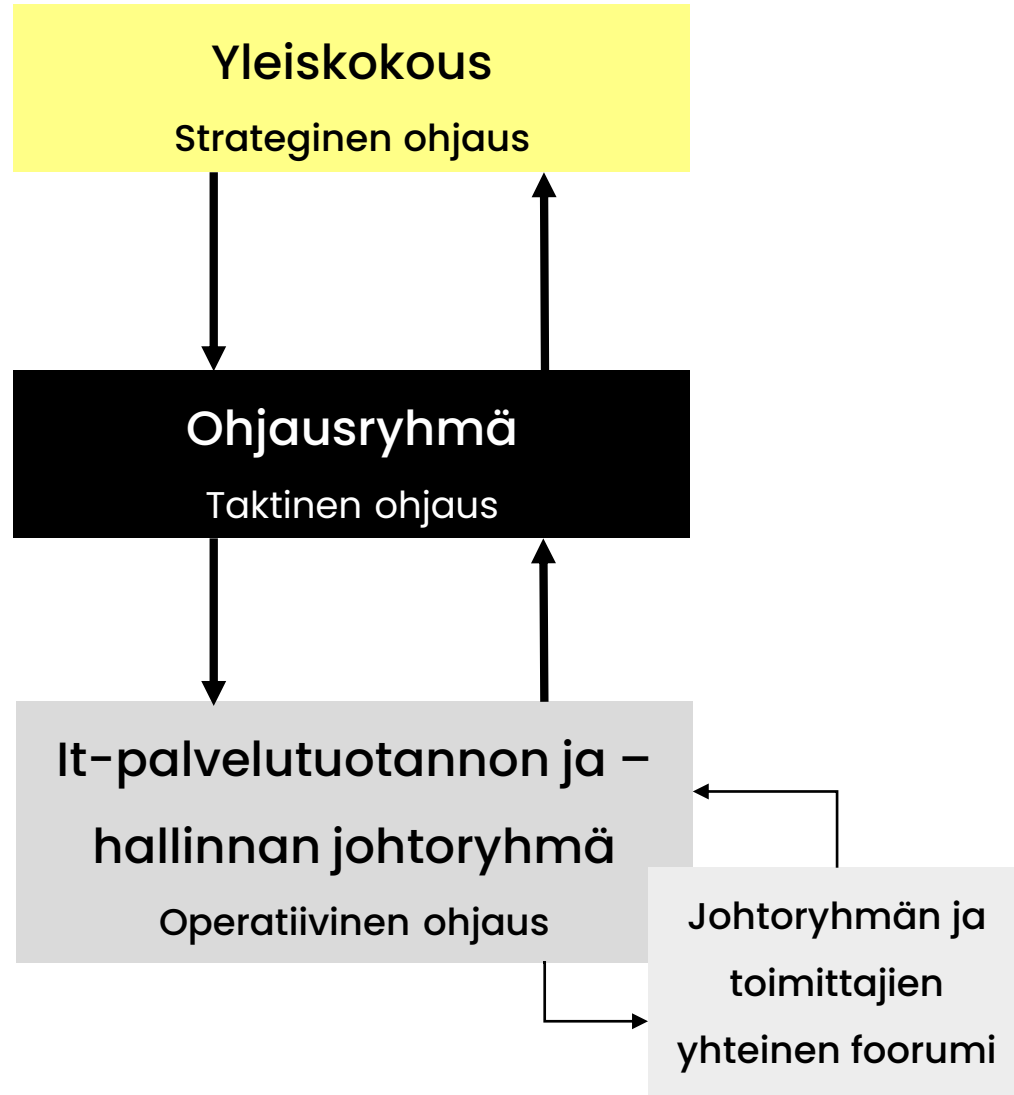 Yleiskokous
Strateginen ohjaus
Ohjausryhmä
Taktinen ohjaus
It-palvelutuotannon ja –
hallinnan johtoryhmä
Operatiivinen ohjaus
Johtoryhmän ja
toimittajien
yhteinen foorumi